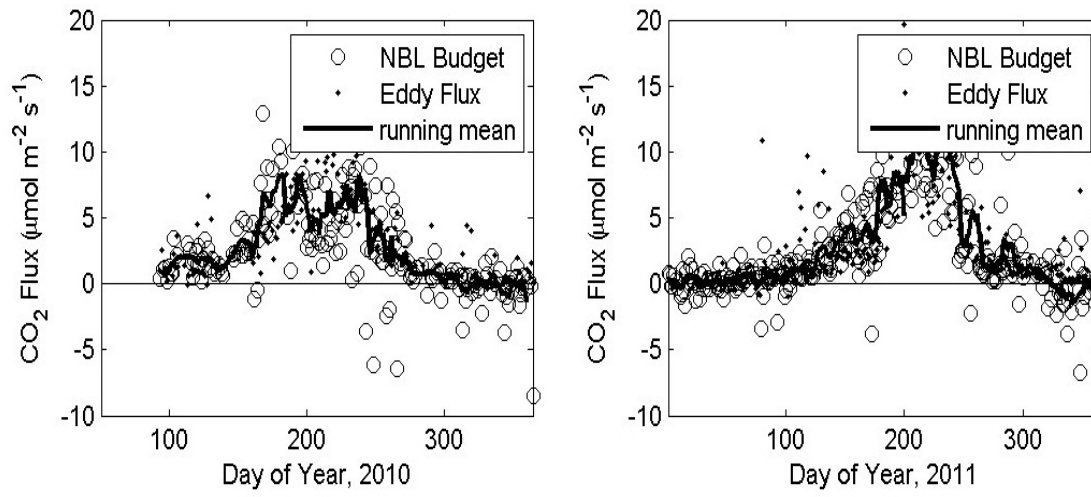 20
15
10
5
0
-5
-10
CO2 Flux (μmol m-2 s-1)
NBL Budget
Eddy Flux
running mean
100
200
300
Day of Year, 2010
20
15
10
5
0
-5
-10
CO2 Flux (μmol m-2 s-1)
NBL Budget
Eddy Flux
running mean
100
200
300
Day of Year, 2011